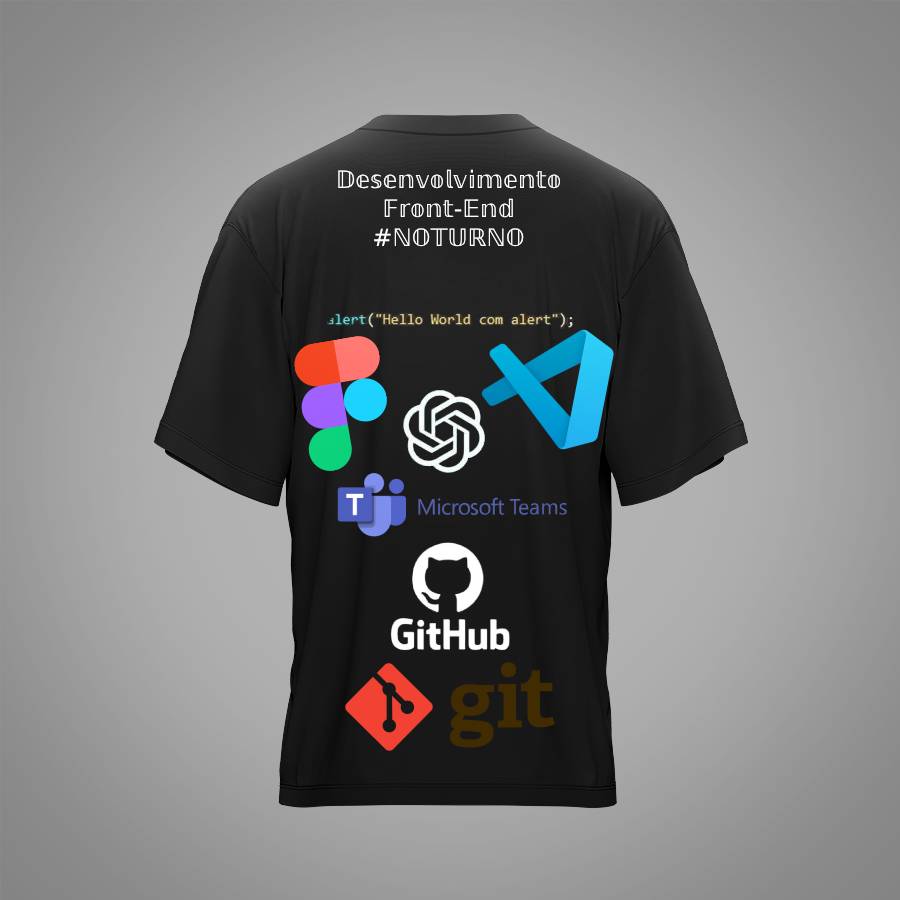 Desenvolvimento
Front-End
#NOTURNO
alert("Hello World com alert");
T Microsoft Teams
GitHub
git